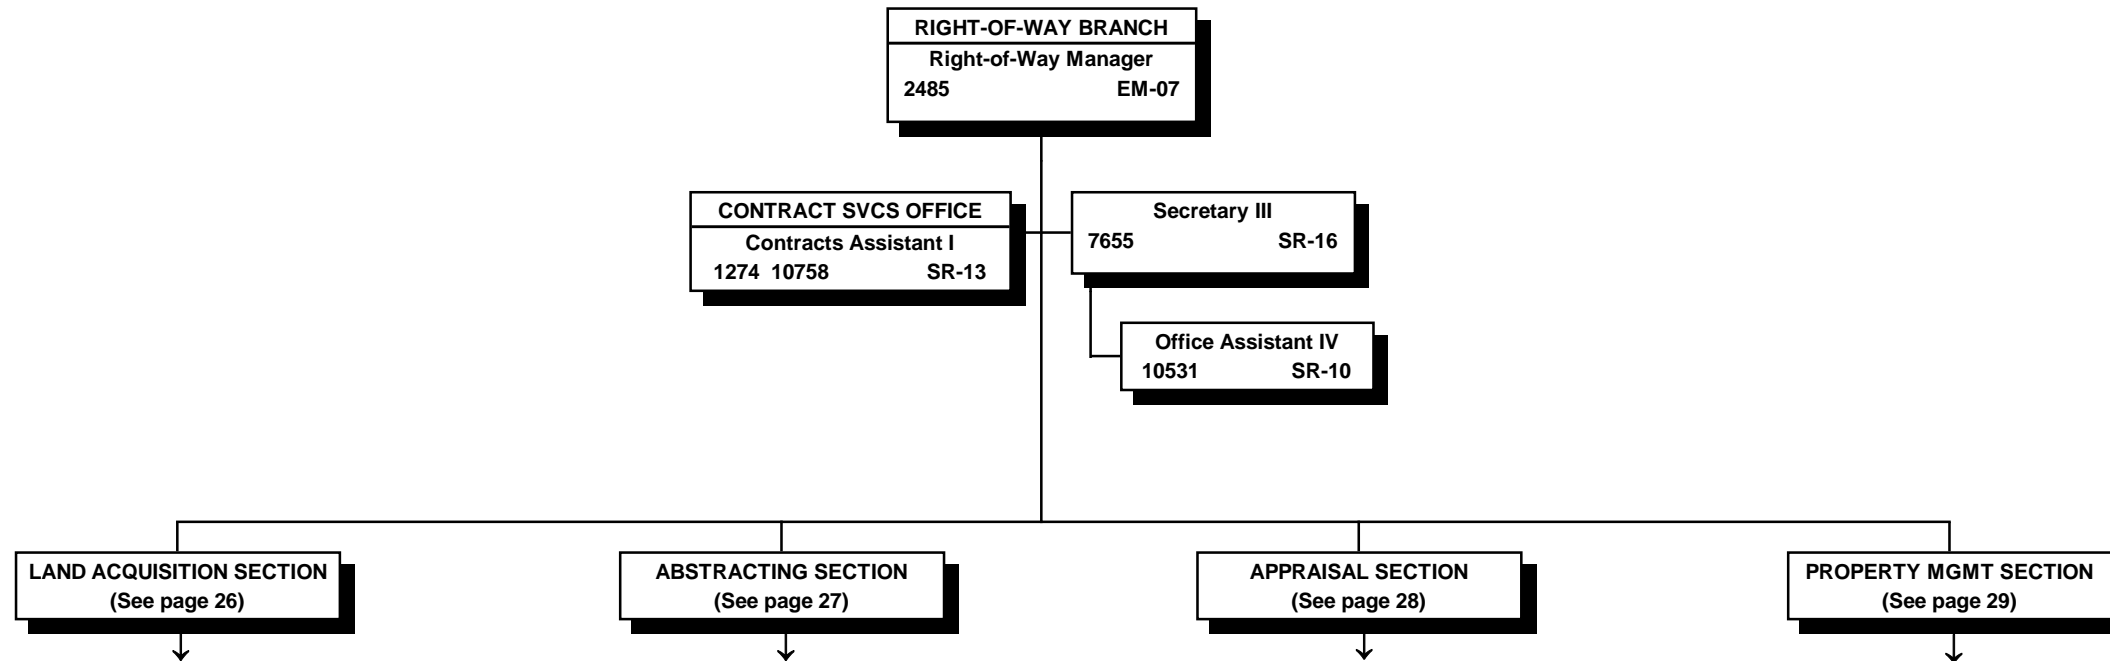 RIGHT-OF-WAY BRANCH
Right-of-Way Manager
2485 EM-07
CONTRACT SVCS OFFICE
Contracts Assistant I
1274 10758 SR-13
Secretary III
7655 SR-16
Office Assistant IV
10531 SR-10
LAND ACQUISITION SECTION
(See page 26)
ABSTRACTING SECTION
(See page 27)
APPRAISAL SECTION
(See page 28)
PROPERTY MGMT SECTION
(See page 29)